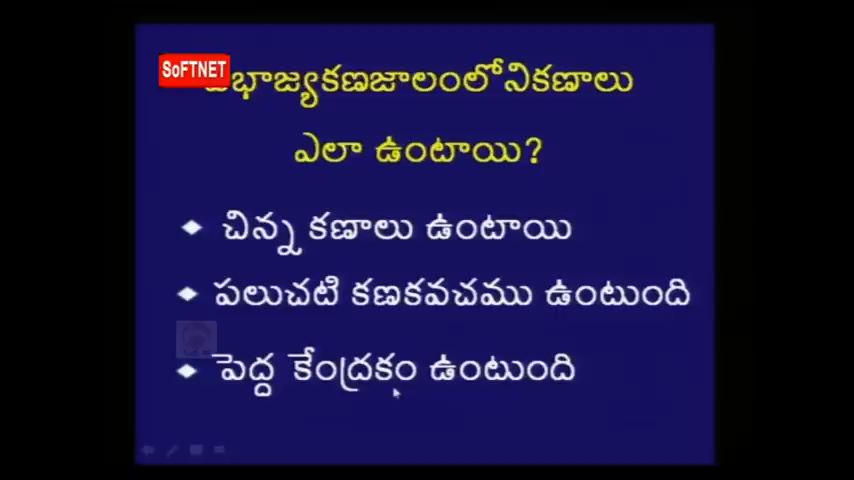 SoFTNET
విభాజ్యకణజాలంలోనికణాలు
ఎలా ఉంటాయి?
చిన్న కణాలు ఉంటాయి
పలుచటి కణకవచము ఉంటుంది
పెద్ద కేంద్రకం ఉంటుంది